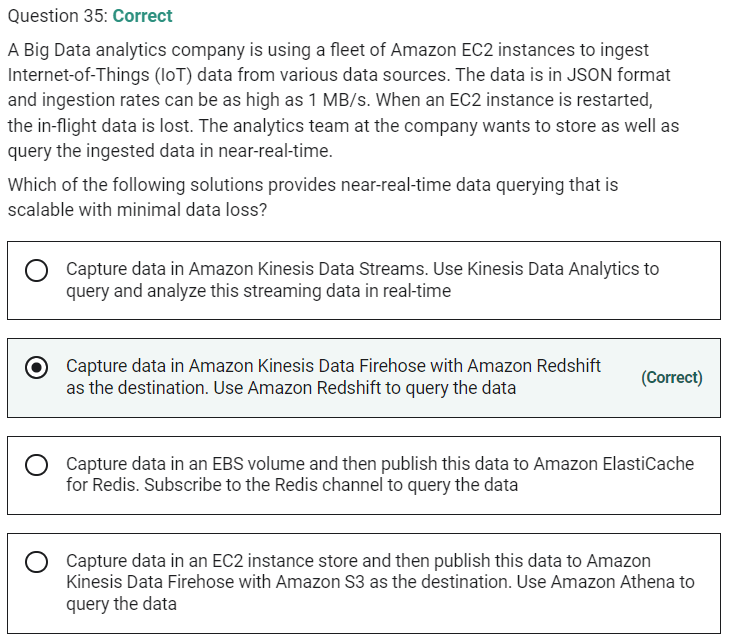 Question 35: Correct
A Big Data analytics company is using a fleet of Amazon EC2 instances to ingest
Internet-of-Things (IoT) data from various data sources. The data is in JSON format
and ingestion rates can be as high as 1 MB/s. When an EC2 instance is restarted,
the in-flight data is lost. The analytics team at the company wants to store as well as
query the ingested data in near-real-time.
Which of the following solutions provides near-real-time data querying that is
scalable with minimal data loss?
Capture data in Amazon Kinesis Data Streams. Use Kinesis Data Analytics to
query and analyze this streaming data in real-time
Capture data in Amazon Kinesis Data Firehose with Amazon Redshift
as the destination. Use Amazon Redshift to query the data
(Correct)
Capture data in an EBS volume and then publish this data to Amazon ElastiCache
for Redis. Subscribe to the Redis channel to query the data
Capture data in an EC2 instance store and then publish this data to Amazon
Kinesis Data Firehose with Amazon S3 as the destination. Use Amazon Athena to
query the data